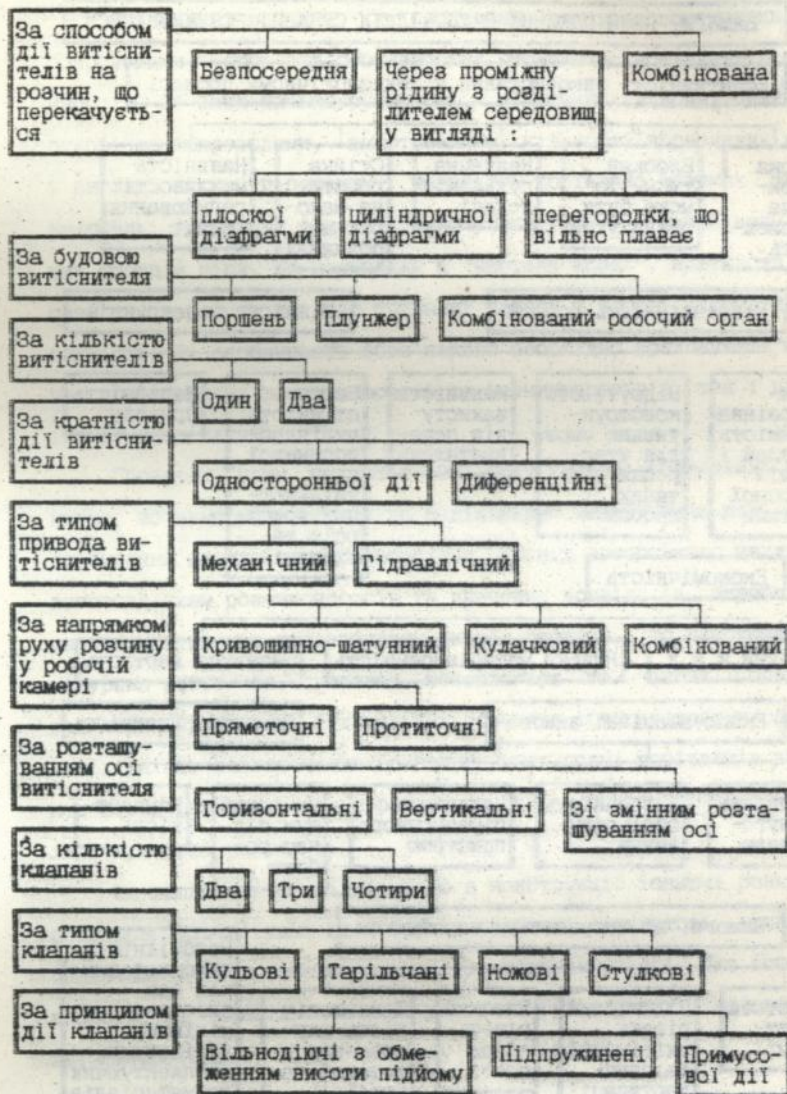 За способом
дії витісни-
телів на
розчин, що
перекачуєть-
ся
Безпосередня
Через проміжну
рідину з розді-
лителем середовищ
у вигляді :
Комбінована
плоскої
діафрагми
циліндричної
діафрагми
перегородки, що
вільно плаває
За будовою
витіснителя
Поршень
Плунжер
Комбінований робочий орган
За кількістю
витіснителів
Один
Два
За кратністю
дії витісни-
телів
Односторонньої дії
Диференційні
За типом
привода ви-
тіснителів
Механічний
Гідравлічний
Кривошипно-шатунний
Кулачковий
Комбінований
За напрямком
руху розчину
у робочій
камері
Прямоточні
Протиточні
За розташу-
ванням осі
витіснителя
Горизонтальні
Вертикальні
Зі змінним розта-
шуванням осі
За кількістю
клапанів
Два
Три
Чотири
За типом
клапанів
Кульові
Тарільчані
Ножові
Стулкові
За принципом
дії клапанів
Вільнодіючі з обме-
женням висоти підйому
Підпружинені
Примусо-
вої дії